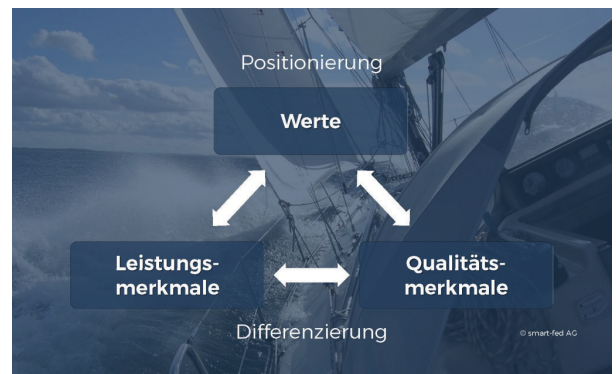 Positionierung
Werte
Leistungs-
merkmale
Qualitäts-
merkmale
Differenzierung
© smart-fed AG